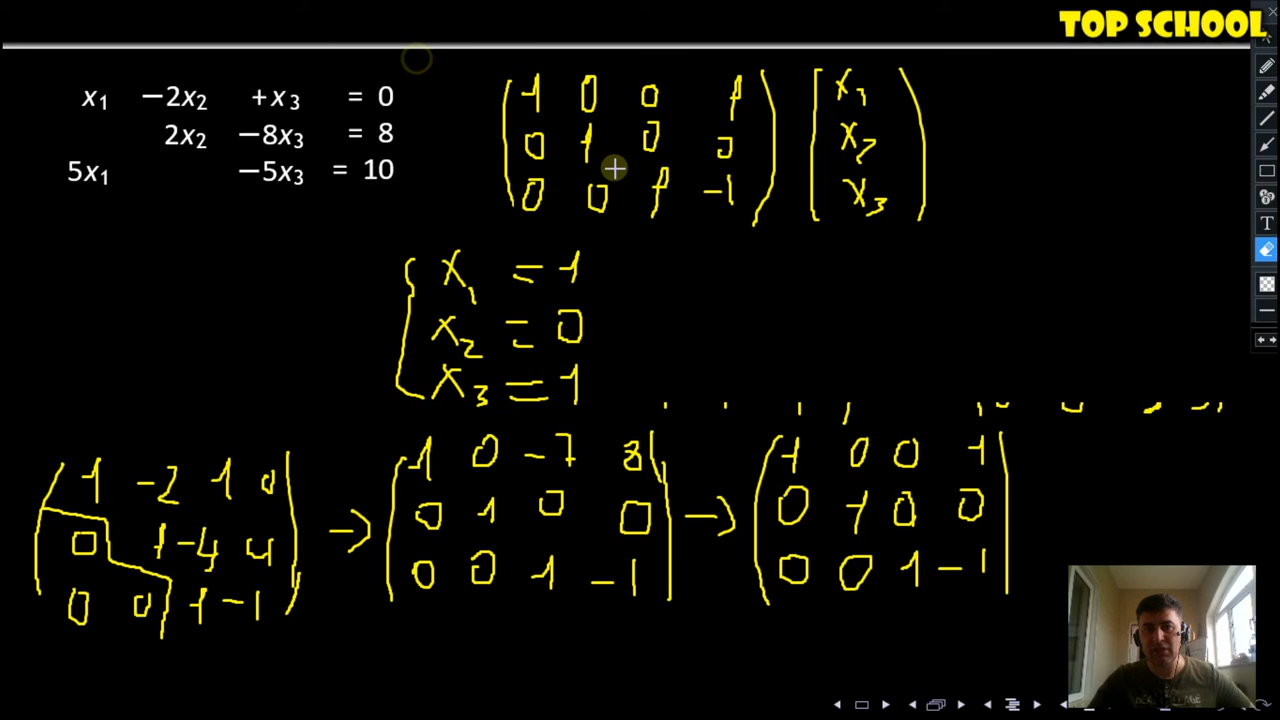 TOP SCHOOL
x1 −2x2 +x3 = 0
2x2 −8x3 = 8
5x1 −5x3 = 10
1 0 0 1
0 1 0 0
0 0 1 -1
x1
x2
x3
x1 = 1
x2 = 0
x3 = 1
1 -2 1 0
0 1 -4 4
0 0 1 -1
→
1 0 -7 8
0 1 0 0
0 0 1 -1
→
1 0 0 1
0 1 0 0
0 0 1 -1